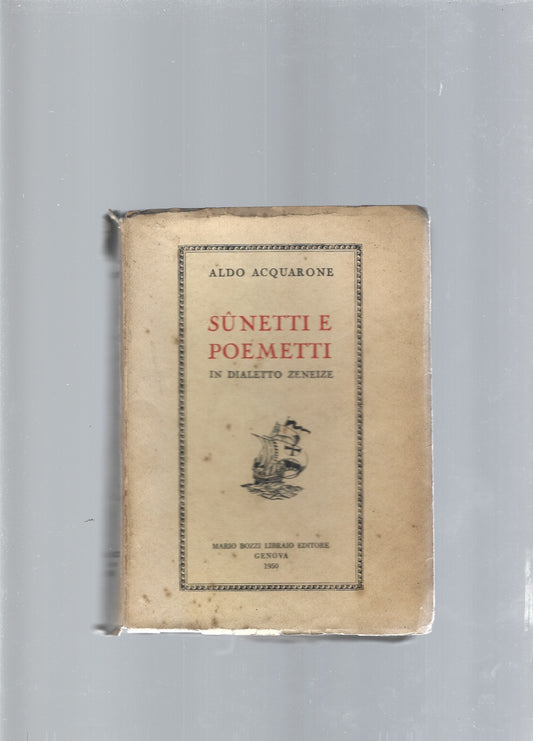 ALDO ACQUARONE
SÛNETTI E
POEMETTI
IN DIALETTO ZENEIZE
MARIO BOZZI LIBRAIO EDITORE
GENOVA
1950